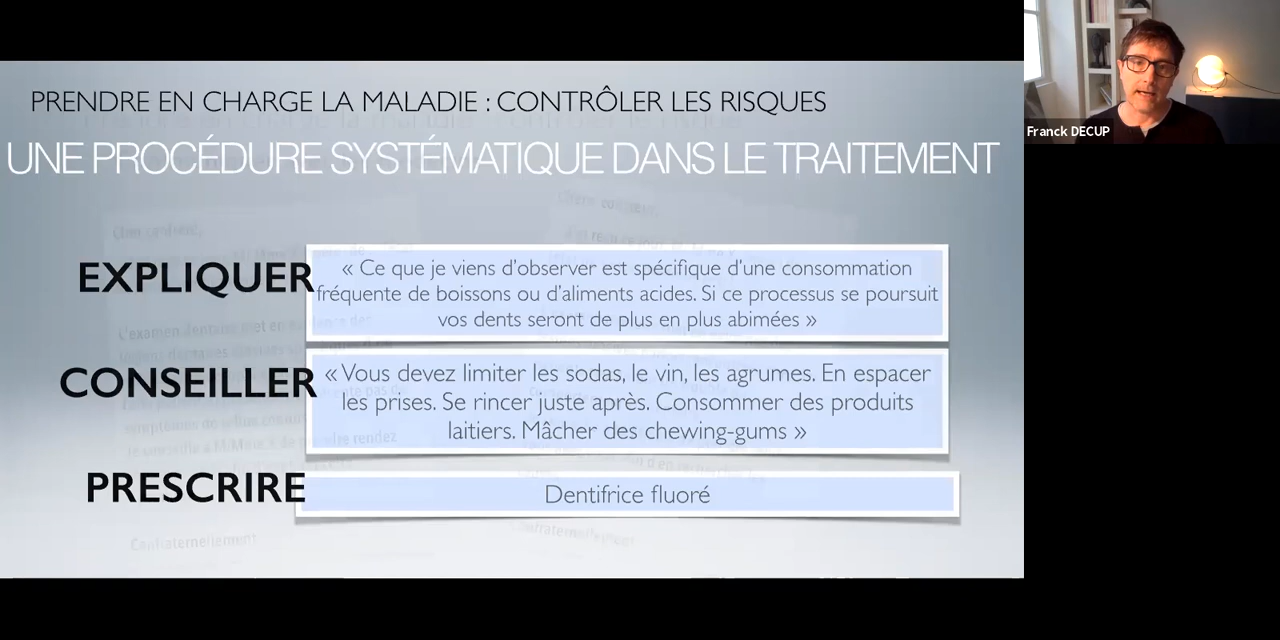 PRENDRE EN CHARGE LA MALADIE : CONTRÔLER LES RISQUES
UNE PROCÉDURE SYSTÉMATIQUE DANS LE TRAITEMENT
EXPLIQUER
« Ce que je viens d’observer est spécifique d’une consommation
fréquente de boissons ou d’aliments acides. Si ce processus se poursuit
vos dents seront de plus en plus abimées »
CONSEILLER
« Vous devez limiter les sodas, le vin, les agrumes. En espacer
les prises. Se rincer juste après. Consommer des produits
laitiers. Mâcher des chewing-gums »
PRESCRIRE
Dentifrice fluoré
Confraternellement
Franck DECUP